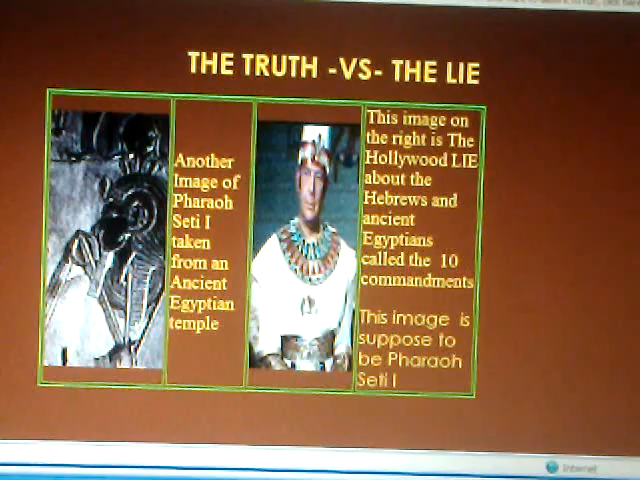 THE TRUTH -VS- THE LIE
Another
Image of
Pharaoh
Seti I
taken
from an
Ancient
Egyptian
temple
This image on
the right is The
Hollywood LIE
about the
Hebrews and
ancient
Egyptians
called the 10
commandments
This image is
suppose to
be Pharaoh
Seti I
Internet